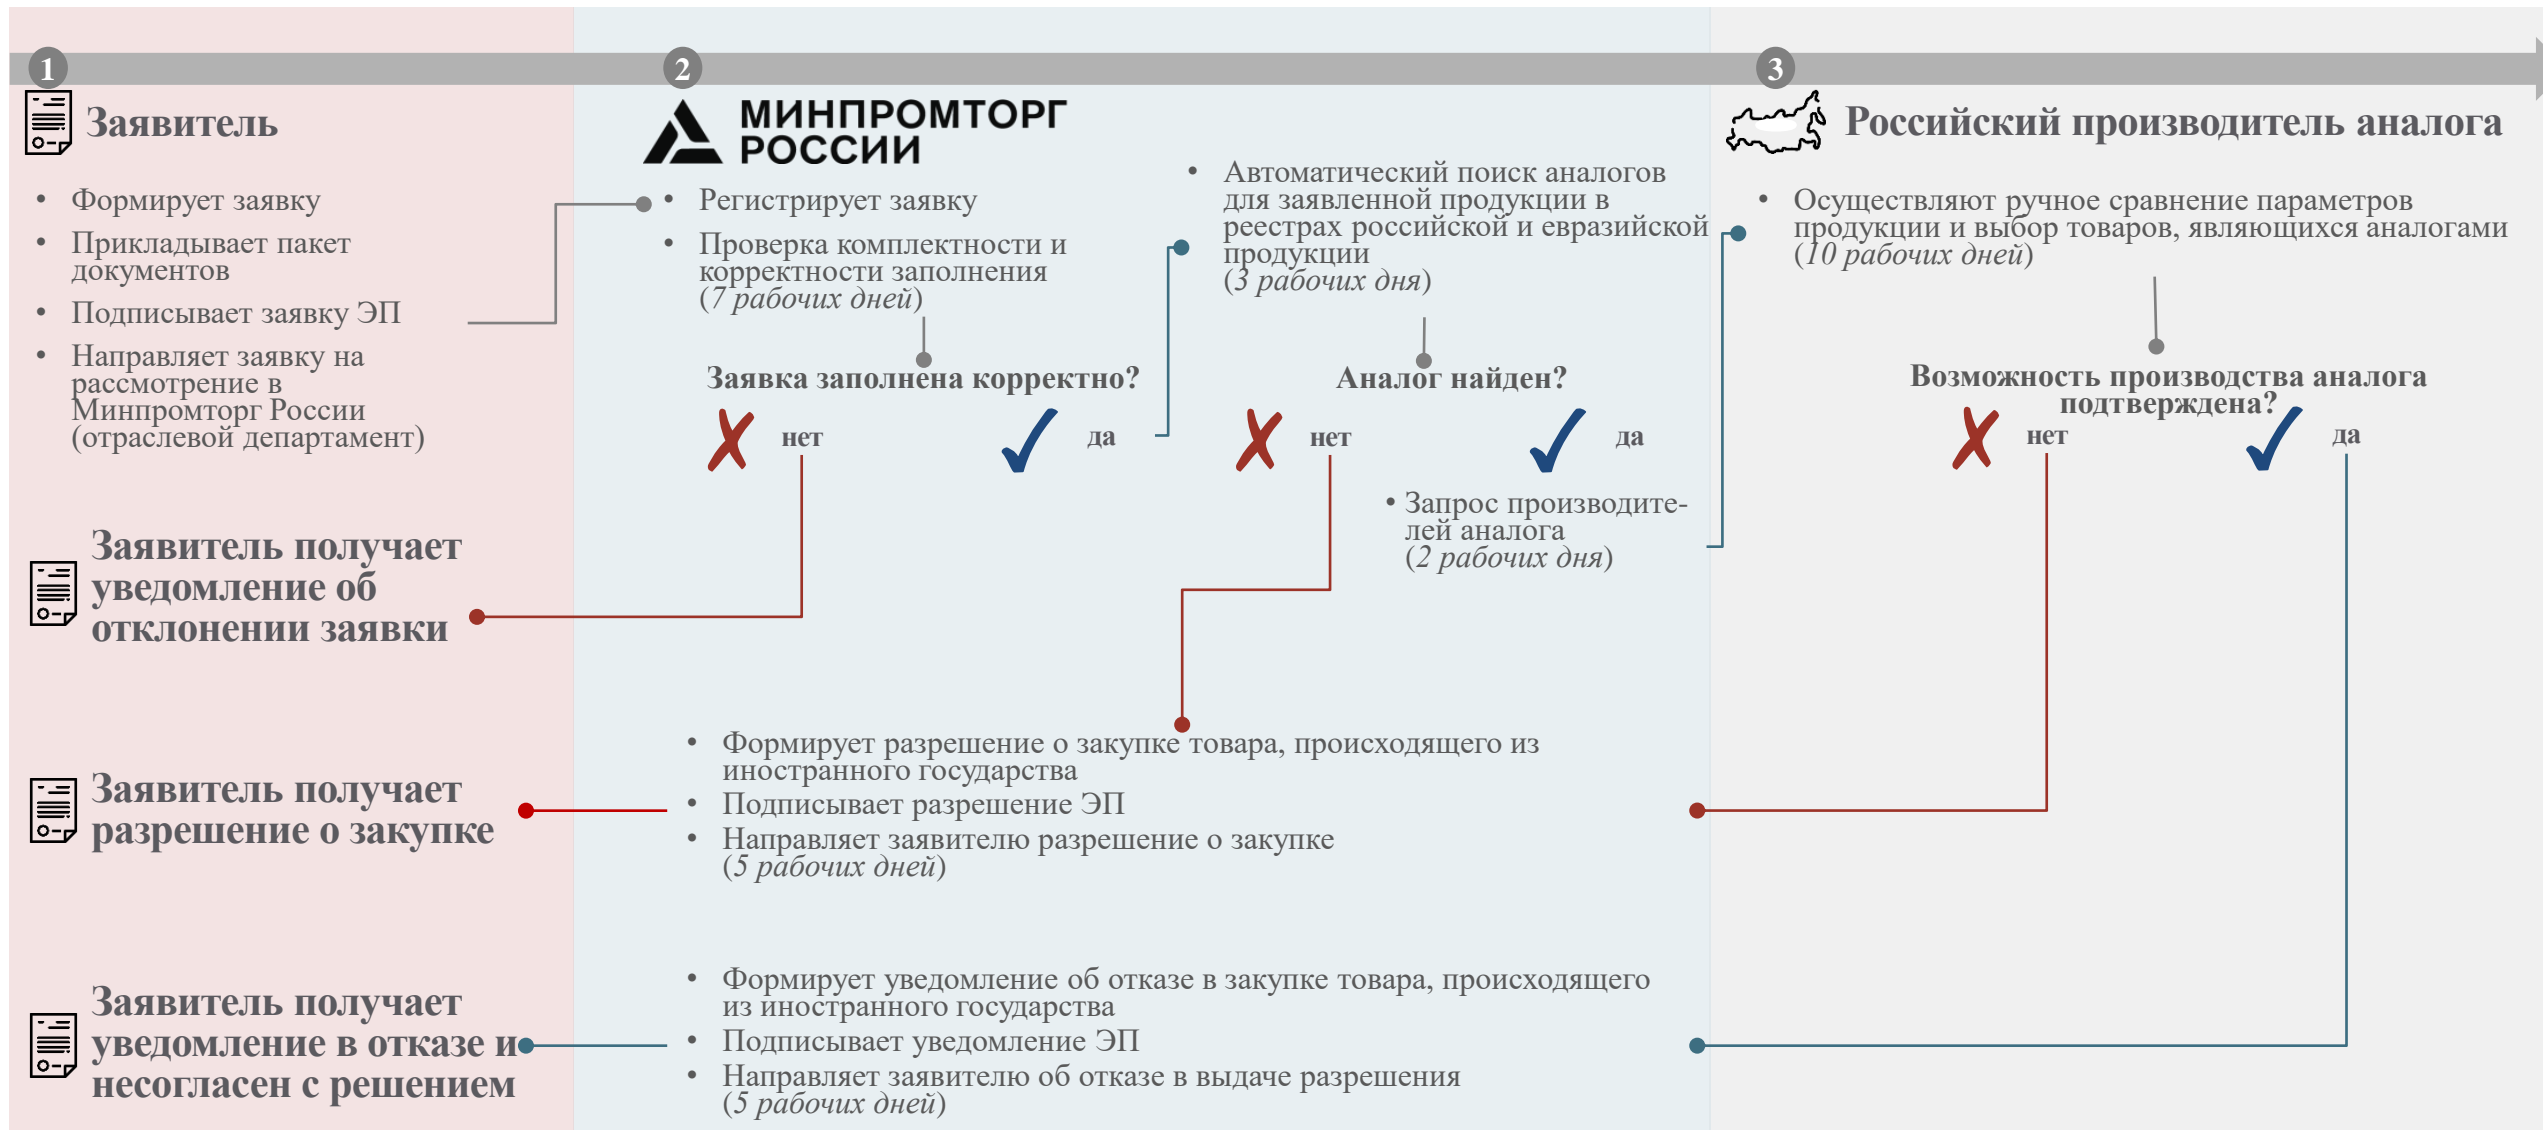 1
2
3
Заявитель
• Формирует заявку
• Прикладывает пакет
документов
• Подписывает заявку ЭП
• Направляет заявку на
рассмотрение в
Минпромторг России
(отраслевой департамент)
МИНПРОМТОРГ
РОССИИ
• Регистрирует заявку
• Проверка комплектности и
корректности заполнения
(7 рабочих дней)
Заявка заполнена корректно?
нет
да
• Автоматический поиск аналогов
для заявленной продукции в
реестрах российской и евразийской
продукции
(3 рабочих дня)
Аналог найден?
нет
да
• Запрос производите-
лей аналога
(2 рабочих дня)
Российский производитель аналога
• Осуществляют ручное сравнение параметров
продукции и выбор товаров, являющихся аналогами
(10 рабочих дней)
Возможность производства аналога
подтверждена?
нет
да
Заявитель получает
уведомление об
отклонении заявки
Заявитель получает
разрешение о закупке
• Формирует разрешение о закупке товара, происходящего из
иностранного государства
• Подписывает разрешение ЭП
• Направляет заявителю разрешение о закупке
(5 рабочих дней)
Заявитель получает
уведомление в отказе и
несогласен с решением
• Формирует уведомление об отказе в закупке товара, происходящего
из иностранного государства
• Подписывает уведомление ЭП
• Направляет заявителю об отказе в выдаче разрешения
(5 рабочих дней)